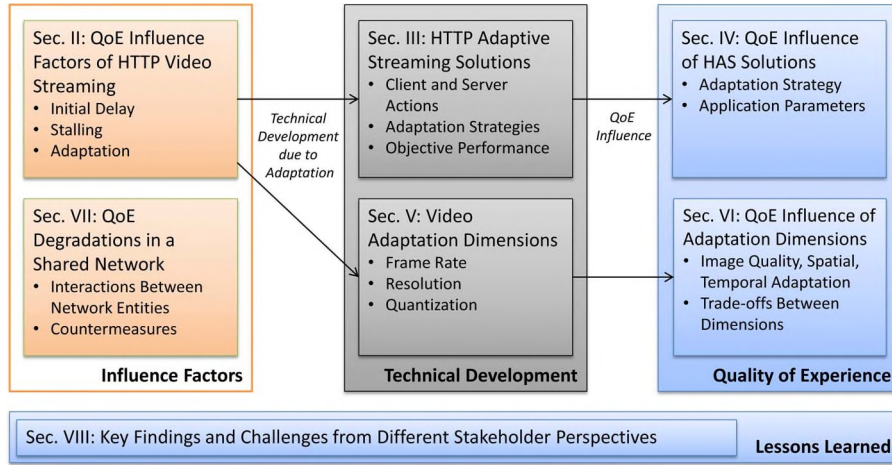 Sec. II: QoE Influence
Factors of HTTP Video
Streaming
• Initial Delay
• Stalling
• Adaptation
Sec. VII: QoE
Degradations in a
Shared Network
• Interactions Between
Network Entities
• Countermeasures
Influence Factors
Technical
Development
due to
Adaptation
Sec. III: HTTP Adaptive
Streaming Solutions
• Client and Server
Actions
• Adaptation Strategies
• Objective Performance
Sec. V: Video
Adaptation Dimensions
• Frame Rate
• Resolution
• Quantization
Technical Development
QoE
Influence
Sec. IV: QoE Influence
of HAS Solutions
• Adaptation Strategy
• Application Parameters
Sec. VI: QoE Influence of
Adaptation Dimensions
• Image Quality, Spatial,
Temporal Adaptation
• Trade-offs Between
Dimensions
Quality of Experience
Sec. VIII: Key Findings and Challenges from Different Stakeholder Perspectives
Lessons Learned